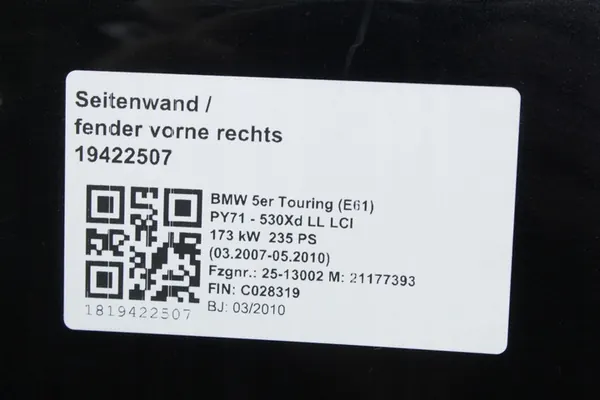 Seitenwand /
fender vorne rechts
19422507
BMW 5er Touring (E61)
PY71 - 530Xd LL LCI
173 kW 235 PS
(03.2007-05.2010)
Fzgnr.: 25-13002 M: 21177393
FIN: C028319
BJ: 03/2010
1819422507